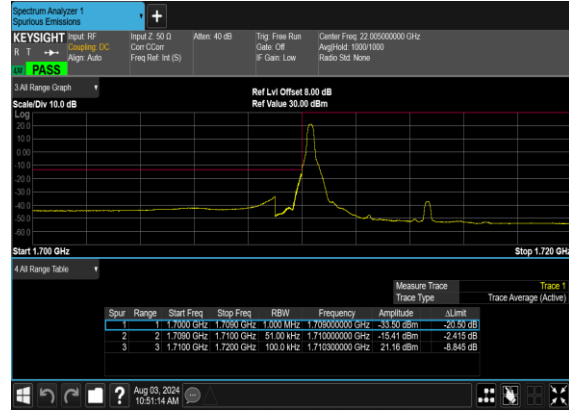 Spectrum Analyzer 1
Spurious Emissions
KEYSIGHT Input: RF Input Z: 50 Ω Atten: 40 dB Trig: Free Run Center Freq: 22.005000000 GHz
R T Coupling: DC Corr CCorr Gate: Off Avg|Hold: 1000/1000
Align: Auto Freq Ref: Int (S) IF Gain: Low Radio Std: None
PASS
3 All Range Graph
Ref Lvl Offset 8.00 dB
Scale/Div 10.0 dB Ref Value 30.00 dBm
Log
20.0
10.0
0.00
-10.0
-20.0
-30.0
-40.0
-50.0
-60.0
Start 1.700 GHz Stop 1.720 GHz
4 All Range Table
Measure Trace Trace 1
Trace Type Trace Average (Active)
Spur Range Start Freq Stop Freq RBW Frequency Amplitude ΔLimit
1 1 1.7000 GHz 1.7090 GHz 1.000 MHz 1.709000000 GHz -33.50 dBm -20.50 dB
2 2 1.7090 GHz 1.7100 GHz 51.00 kHz 1.710000000 GHz -15.41 dBm -2.415 dB
3 3 1.7100 GHz 1.7200 GHz 100.0 kHz 1.710300000 GHz 21.16 dBm -8.845 dB
Aug 03, 2024
10:51:14 AM